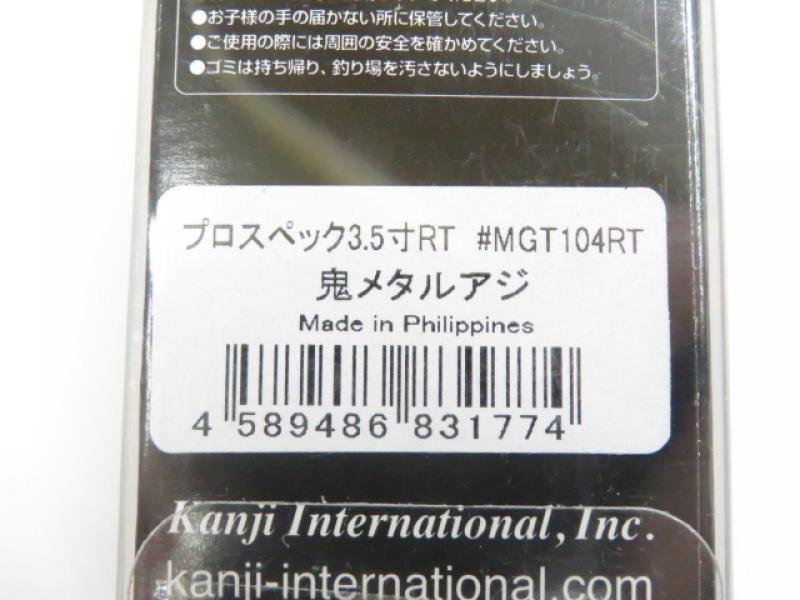 ●お子様の手の届かない所に保管してください。
●ご使用の際には周囲の安全を確かめてください。
●ゴミは持ち帰り、釣り場を汚さないようにしましょう。
プロスペック3.5寸RT #MGT104RT
鬼メタルアジ
Made in Philippines
4 589486 831774
Kanji International, Inc.
kanji-international.com